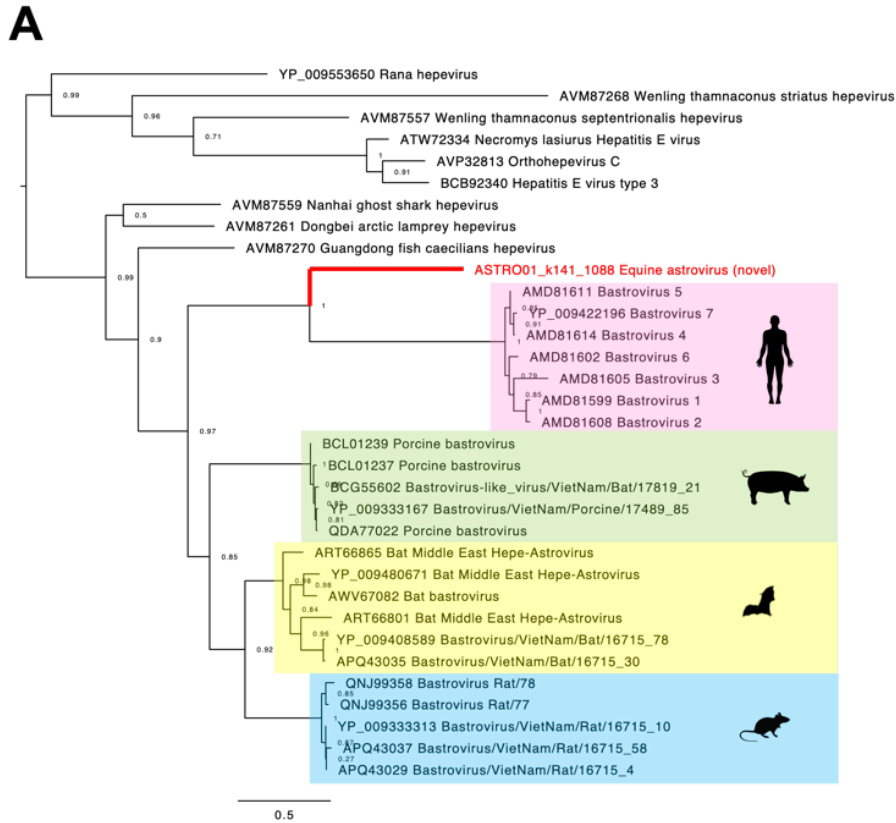 A
YP_009553650 Rana hepevirus
0.99
AVM87268 Wenling thamnaconus striatus hepevirus
0.96
AVM87557 Wenling thamnaconus septentrionalis hepevirus
0.71
ATW72334 Necromys lasiurus Hepatitis E virus
1
AVP32813 Orthohepevirus C
0.91
BCB92340 Hepatitis E virus type 3
AVM87559 Nanhai ghost shark hepevirus
0.5
AVM87261 Dongbei arctic lamprey hepevirus
AVM87270 Guangdong fish caecilians hepevirus
0.99
ASTRO01_k141_1088 Equine astrovirus (novel)
AMD81611 Bastrovirus 5
1
YP_009422196 Bastrovirus 7
0.91
0.9
AMD81614 Bastrovirus 4
1
AMD81602 Bastrovirus 6
0.79
AMD81605 Bastrovirus 3
0.85
AMD81599 Bastrovirus 1
1
AMD81608 Bastrovirus 2
0.97
BCL01239 Porcine bastrovirus
1
BCL01237 Porcine bastrovirus
BCG55602 Bastrovirus-like_virus/VietNam/Bat/17819_21
YP_009333167 Bastrovirus/VietNam/Porcine/17489_85
0.81
QDA77022 Porcine bastrovirus
0.85
ART66865 Bat Middle East Hepe-Astrovirus
YP_009480671 Bat Middle East Hepe-Astrovirus
0.98
0.98
AWV67082 Bat bastrovirus
0.84
ART66801 Bat Middle East Hepe-Astrovirus
0.96
YP_009408589 Bastrovirus/VietNam/Bat/16715_78
0.92
1
APQ43035 Bastrovirus/VietNam/Bat/16715_30
QNJ99358 Bastrovirus Rat/78
0.85
QNJ99356 Bastrovirus Rat/77
1
YP_009333313 Bastrovirus/VietNam/Rat/16715_10
APQ43037 Bastrovirus/VietNam/Rat/16715_58
0.27
APQ43029 Bastrovirus/VietNam/Rat/16715_4
0.5